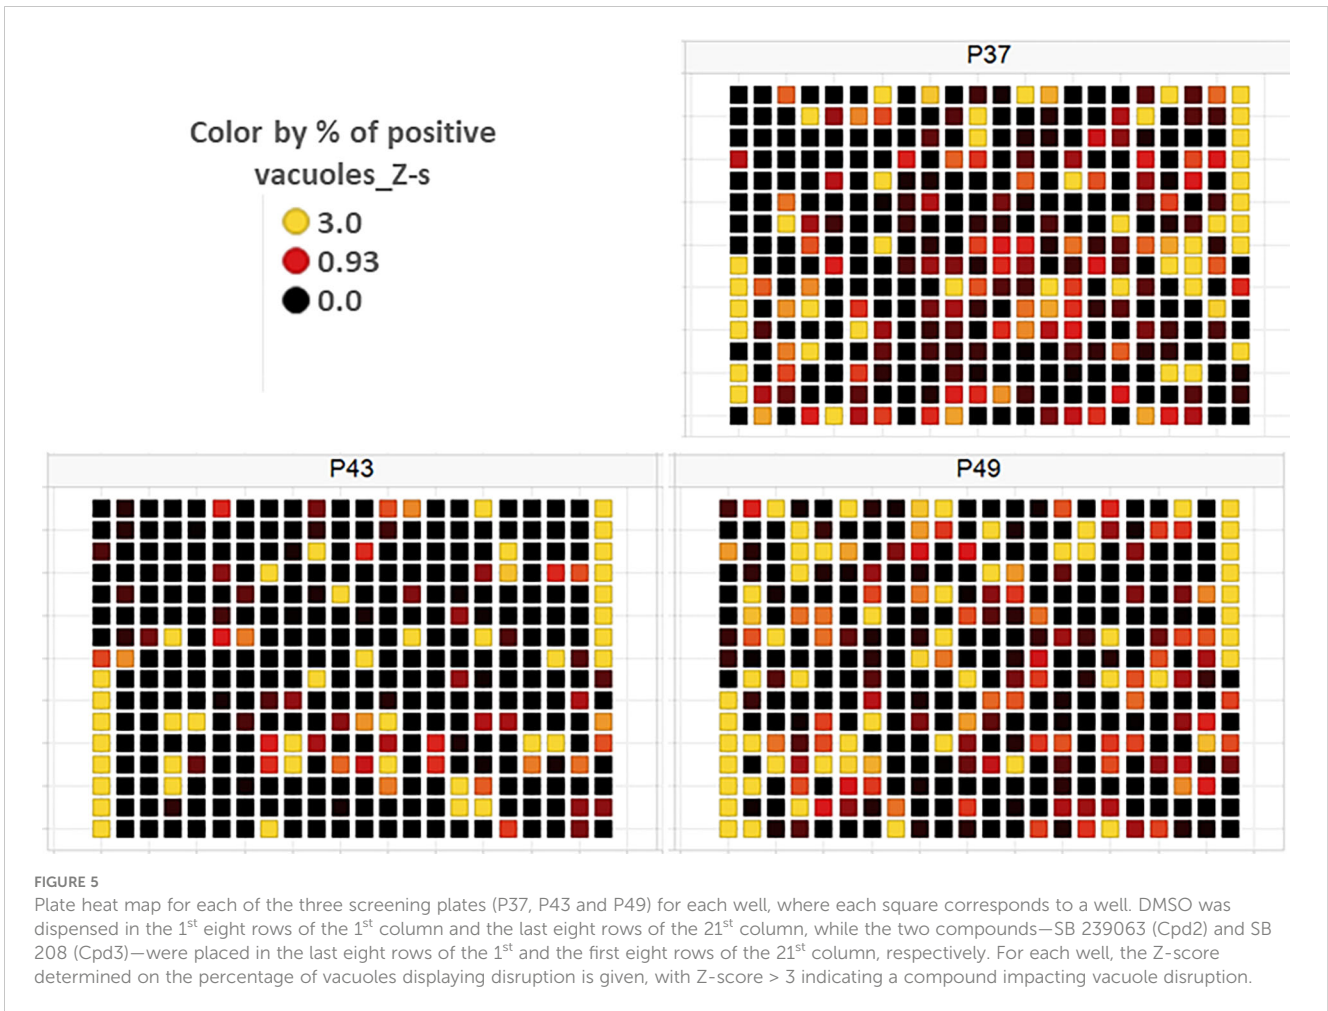 P37
Color by % of positive
vacuoles_Z-s
3.0
0.93
0.0
P43
P49
FIGURE 5
Plate heat map for each of the three screening plates (P37, P43 and P49) for each well, where each square corresponds to a well. DMSO was
dispensed in the 1st eight rows of the 1st column and the last eight rows of the 21st column, while the two compounds—SB 239063 (Cpd2) and SB
208 (Cpd3)—were placed in the last eight rows of the 1st and the first eight rows of the 21st column, respectively. For each well, the Z-score
determined on the percentage of vacuoles displaying disruption is given, with Z-score > 3 indicating a compound impacting vacuole disruption.